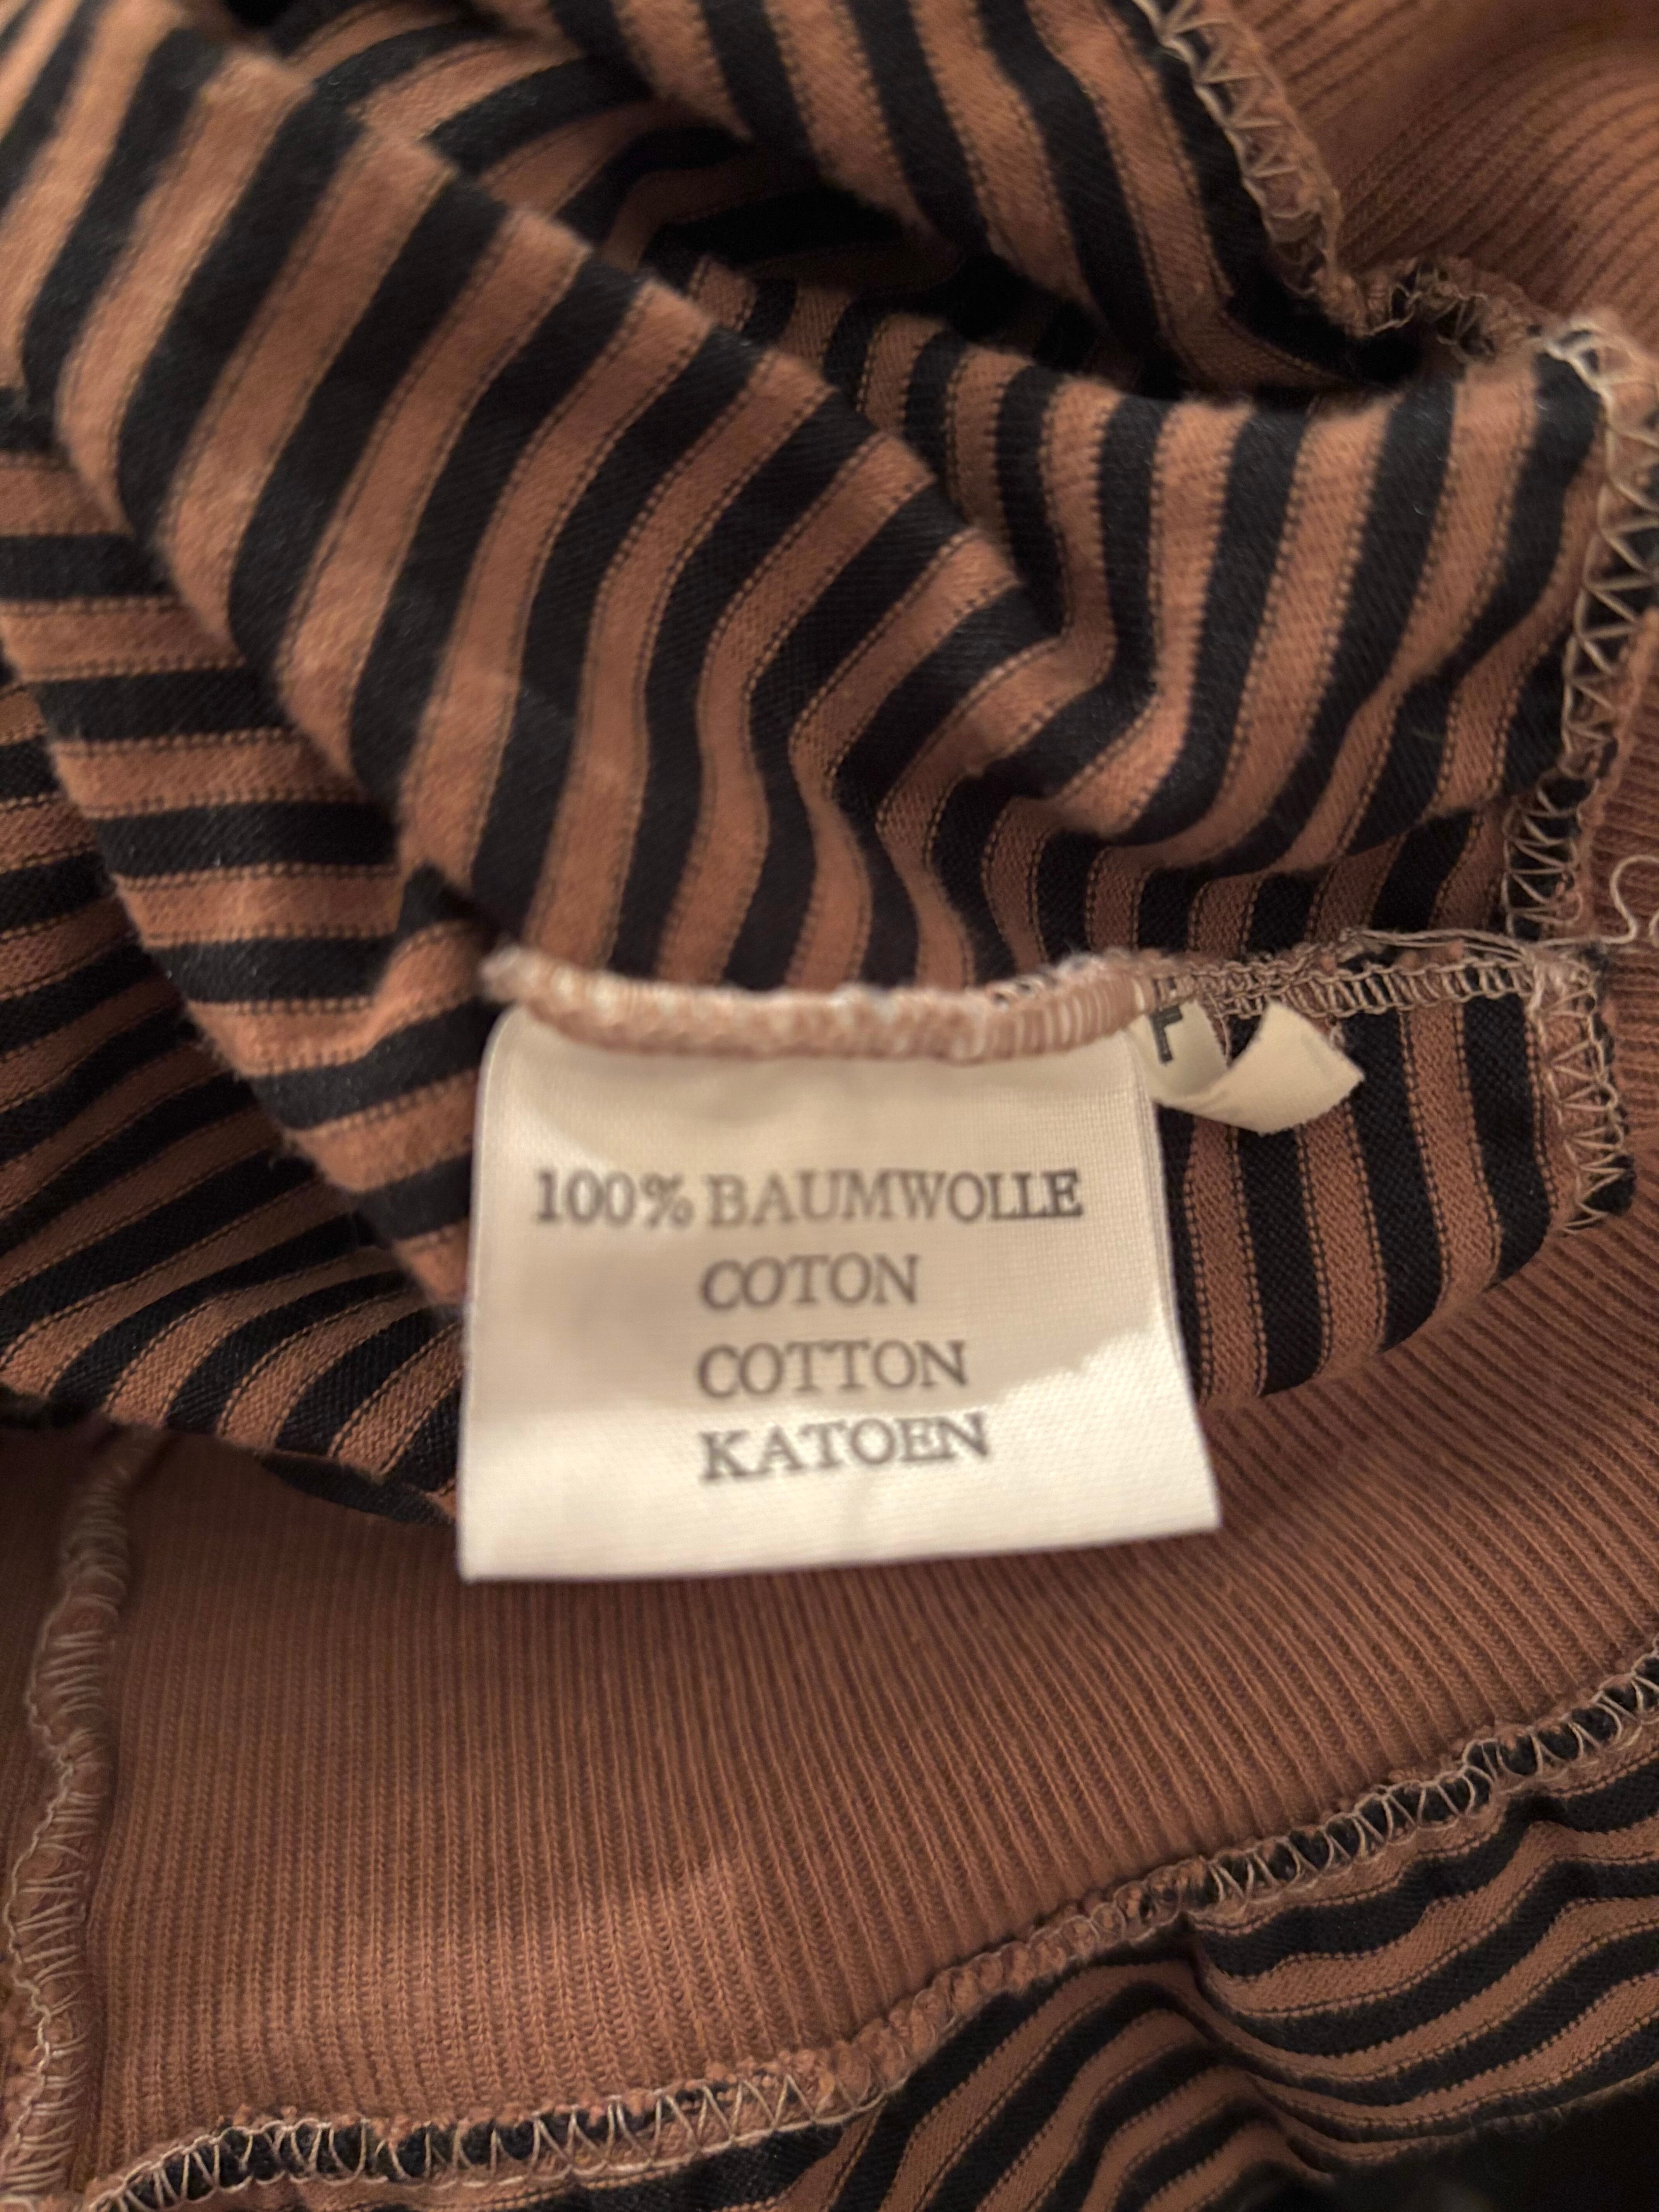 L
100% BAUMWOLLE
COTON
COTTON
KATOEN